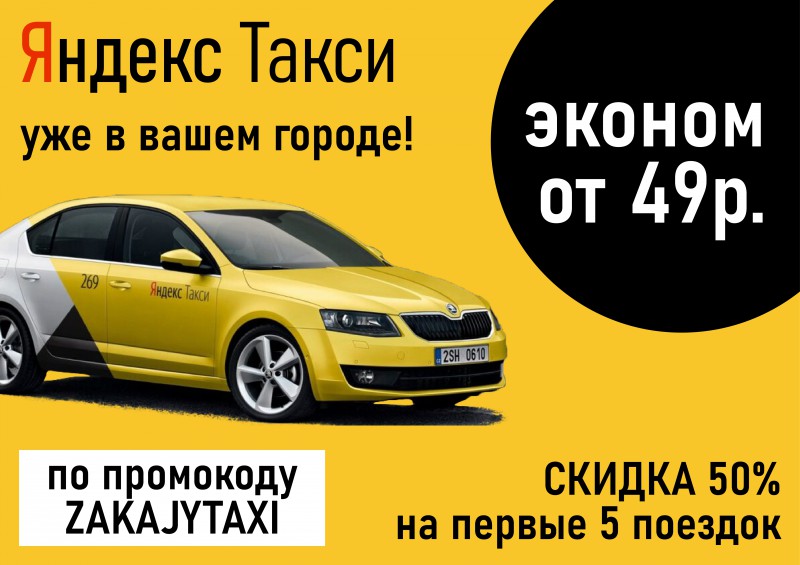 Яндекс Такси
уже в вашем городе!
эконом
от 49р.
269
Яндекс Такси
2SH 0610
по промокоду
ZAKAJYTAXI
СКИДКА 50%
на первые 5 поездок